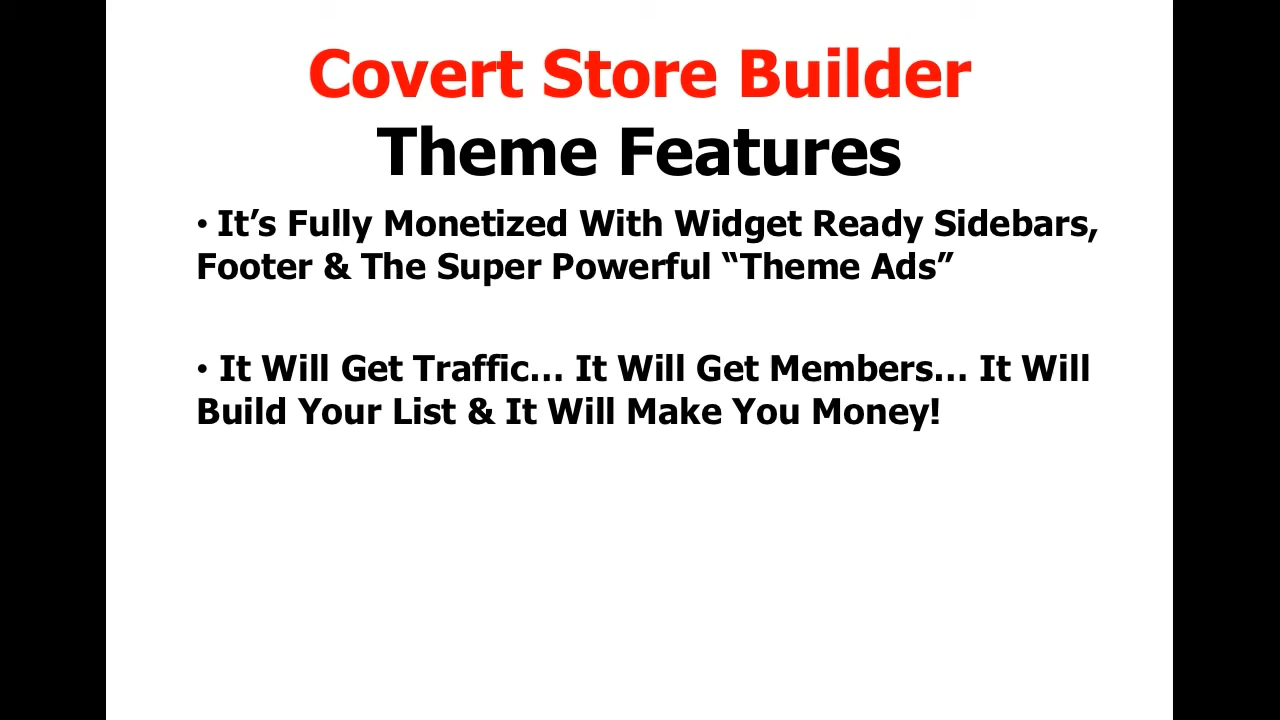 Covert Store Builder
Theme Features
• It’s Fully Monetized With Widget Ready Sidebars,
Footer & The Super Powerful “Theme Ads”
• It Will Get Traffic… It Will Get Members… It Will
Build Your List & It Will Make You Money!